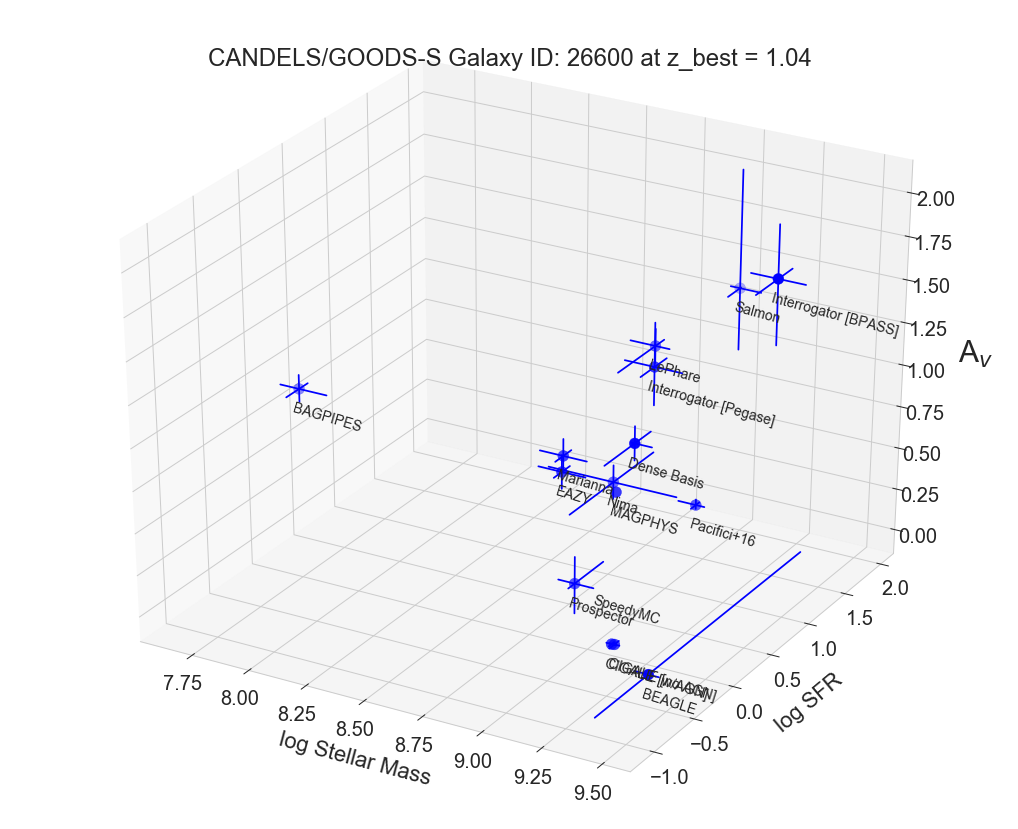 CANDELS/GOODS-S Galaxy ID: 26600 at z_best = 1.04
2.00
1.75
1.50
1.25
1.00
0.75
0.50
0.25
0.00
A_v
Interrogator [BPASS]
Salmon
LePhare
Interrogator [Pegase]
BAGPIPES
Dense Basis
Marianna
EAZY
Nima
MAGPHYS
Pacifici+16
SpeedyMC
Prospector
BEAGLE
2.0
1.5
1.0
0.5
0.0
−0.5
−1.0
log SFR
7.75
8.00
8.25
8.50
8.75
9.00
9.25
9.50
log Stellar Mass